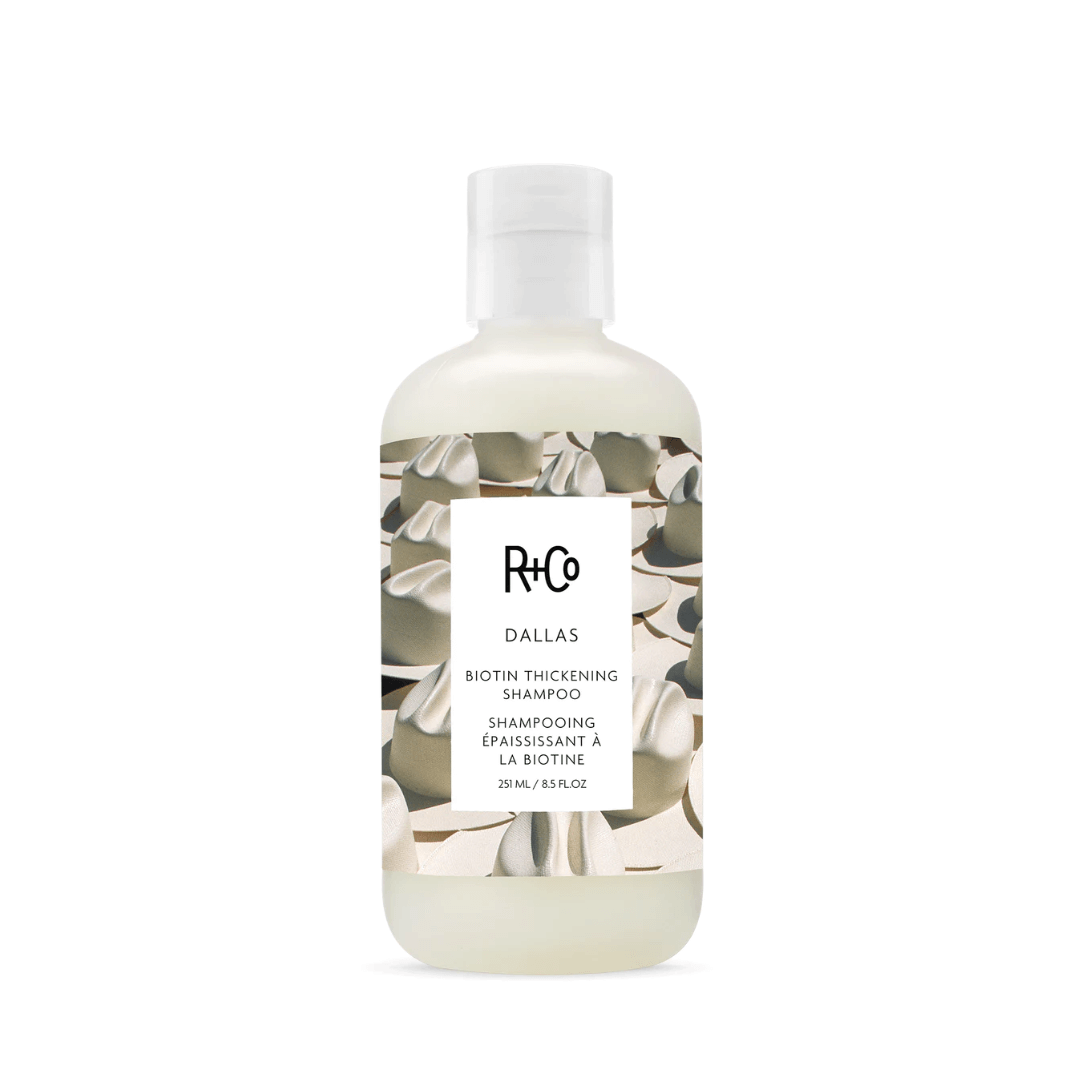 R+Co
DALLAS
BIOTIN THICKENING
SHAMPOO
SHAMPOOING
ÉPAISSISSANT À
LA BIOTINE
251 ML / 8.5 FL.OZ